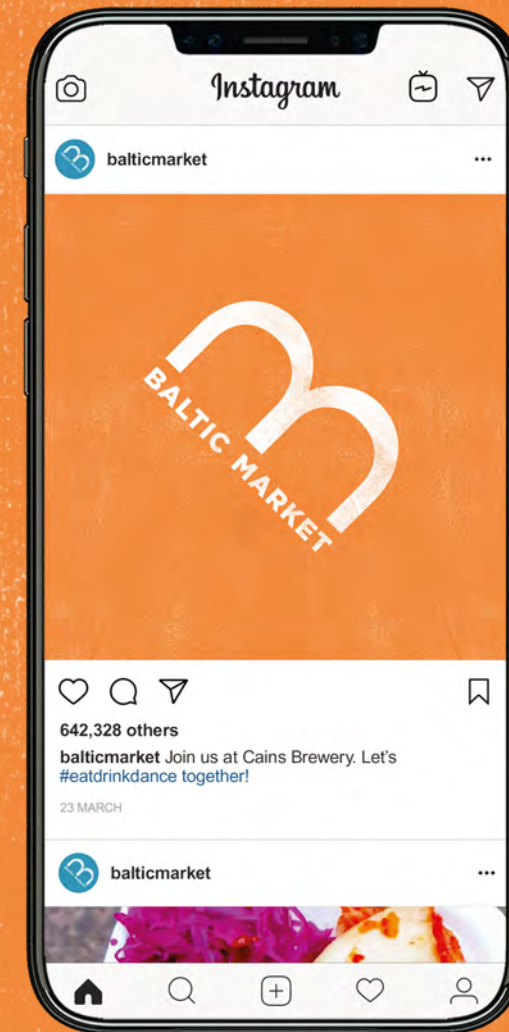 Instagram
balticmarket
BALTIC MARKET
642,328 others
balticmarket Join us at Cains Brewery. Let's
#eatdrinkdance together!
23 MARCH
balticmarket